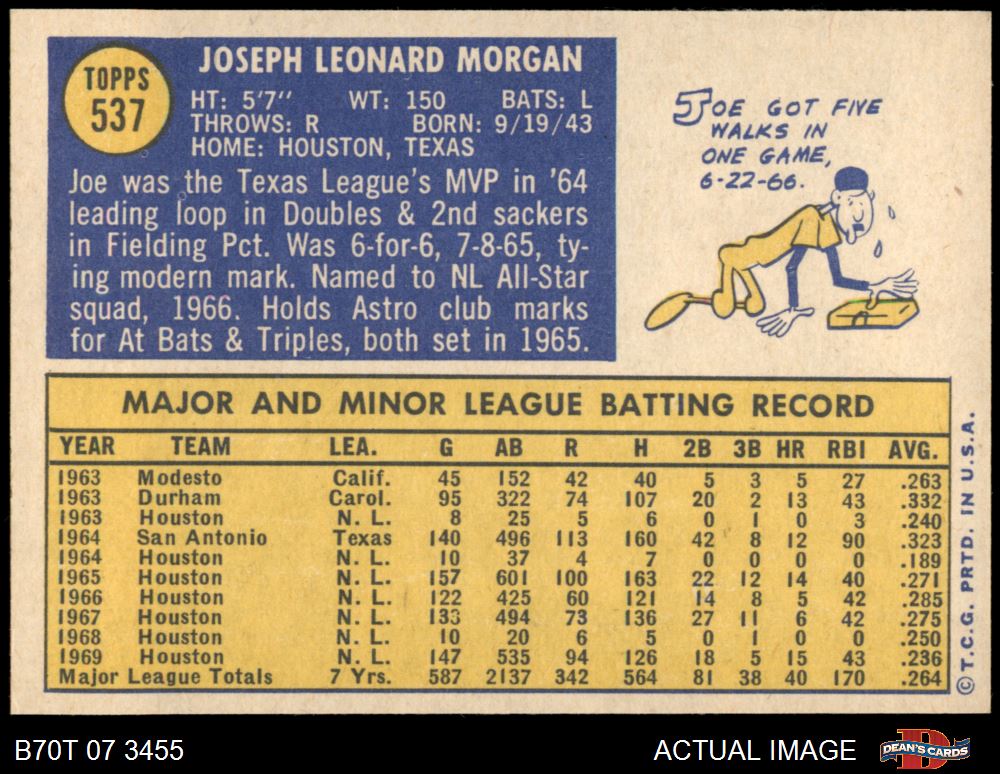 TOPPS
537
JOSEPH LEONARD MORGAN
HT: 5'7" WT: 150 BATS: L
THROWS: R BORN: 9/19/43
HOME: HOUSTON, TEXAS
Joe was the Texas League's MVP in '64
leading loop in Doubles & 2nd sackers
in Fielding Pct. Was 6-for-6, 7-8-65, ty-
ing modern mark. Named to NL All-Star
squad, 1966. Holds Astro club marks
for At Bats & Triples, both set in 1965.
JOE GOT FIVE
WALKS IN
ONE GAME,
6-22-66.
MAJOR AND MINOR LEAGUE BATTING RECORD
YEAR TEAM LEA. G AB R H 2B 3B HR RBI AVG.
1963 Modesto Calif. 45 152 42 40 5 3 5 27 .263
1963 Durham Carol. 95 322 74 107 20 2 13 43 .332
1963 Houston N. L. 8 25 5 6 0 1 0 3 .240
1964 San Antonio Texas 140 496 113 160 42 8 12 90 .323
1964 Houston N. L. 10 37 4 7 0 0 0 0 .189
1965 Houston N. L. 157 601 100 163 22 12 14 40 .271
1966 Houston N. L. 122 425 60 121 14 8 5 42 .285
1967 Houston N. L. 133 494 73 136 27 11 6 42 .275
1968 Houston N. L. 10 20 6 5 0 1 0 0 .250
1969 Houston N. L. 147 535 94 126 18 5 15 43 .236
Major League Totals 7 Yrs. 587 2137 342 564 81 38 40 170 .264
© T.C.G. PRTD. IN U.S.A.
B70T 07 3455
ACTUAL IMAGE
DEAN'S CARDS